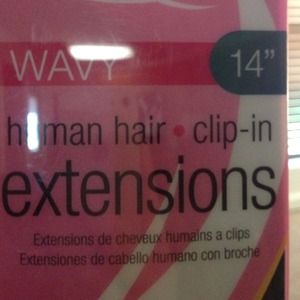 WAVY 14"
human hair • clip-in
extensions
Extensions de cheveux humains a clips
Extensiones de cabello humano con broche